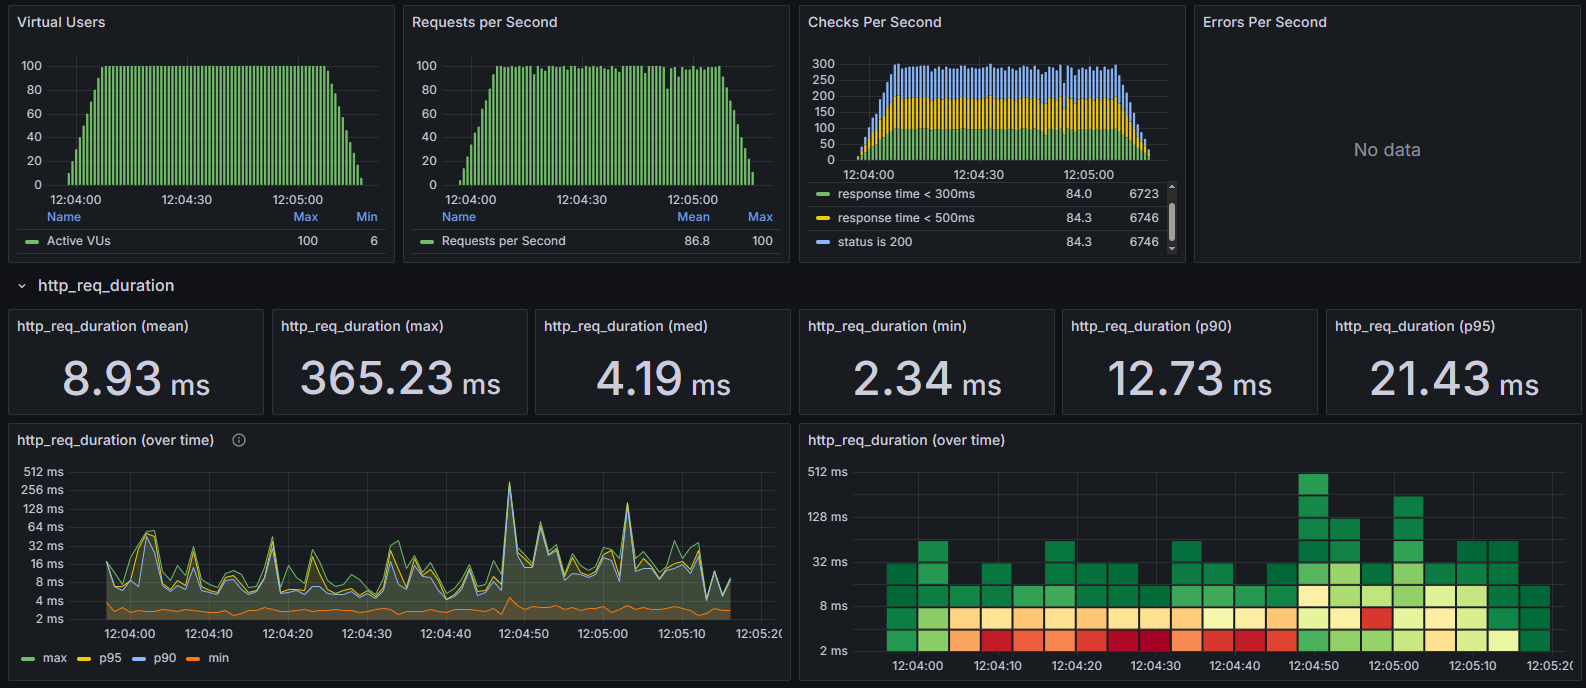 Virtual Users
100
80
60
40
20
0
12:04:00 12:04:30 12:05:00
Name Max Min
Active VUs 100 6
Requests per Second
100
80
60
40
20
0
12:04:00 12:04:30 12:05:00
Name Mean Max
Requests per Second 86.8 100
Checks Per Second
300
250
200
150
100
50
0
12:04:00 12:04:30 12:05:00
response time < 300ms 84.0 6723
response time < 500ms 84.3 6746
status is 200 84.3 6746
Errors Per Second
No data
http_req_duration
http_req_duration (mean)
8.93 ms
http_req_duration (max)
365.23 ms
http_req_duration (med)
4.19 ms
http_req_duration (min)
2.34 ms
http_req_duration (p90)
12.73 ms
http_req_duration (p95)
21.43 ms
http_req_duration (over time)
512 ms
256 ms
128 ms
64 ms
32 ms
16 ms
8 ms
4 ms
2 ms
12:04:00 12:04:10 12:04:20 12:04:30 12:04:40 12:04:50 12:05:00 12:05:10 12:05:20
max p95 p90 min
http_req_duration (over time)
512 ms
128 ms
32 ms
8 ms
2 ms
12:04:00 12:04:10 12:04:20 12:04:30 12:04:40 12:04:50 12:05:00 12:05:10 12:05:20